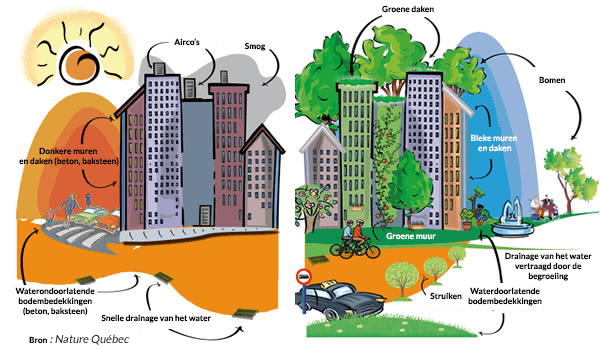 Airco's
Smog
Donkere muren
en daken (beton, baksteen)
Waterondoorlatende
bodembedekkingen
(beton, baksteen)
Snelle drainage van het water
Bron : Nature Québec
Groene daken
Bomen
Bleke muren
en daken
Groene muur
Drainage van het water
vertraagd door de
begroeiing
Waterdoorlatende
bodembedekkingen
Struiken